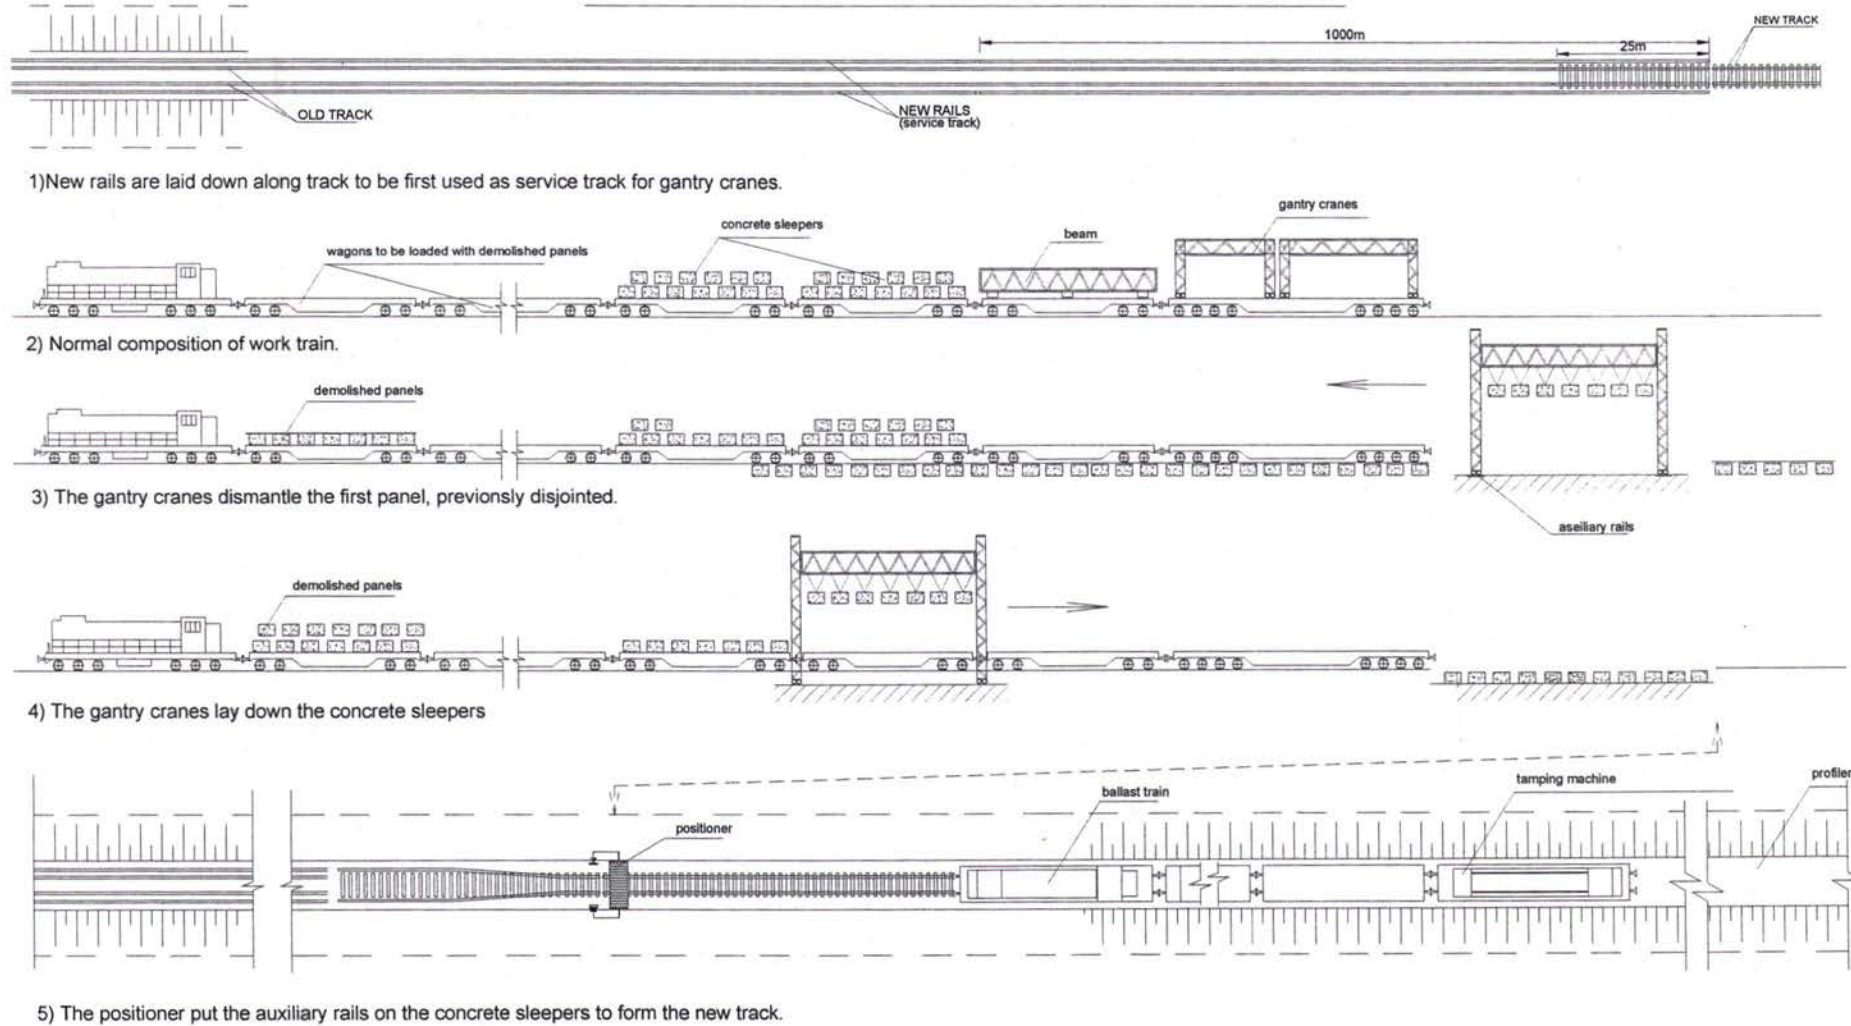 NEW TRACK
1000m
25m
OLD TRACK
NEW RAILS
(service track)
1)New rails are laid down along track to be first used as service track for gantry cranes.
gantry cranes
concrete sleepers
beam
wagons to be loaded with demolished panels
2) Normal composition of work train.
demolished panels
3) The gantry cranes dismantle the first panel, previonsly disjointed.
aseiliary rails
demolished panels
4) The gantry cranes lay down the concrete sleepers
profiler
tamping machine
ballast train
positioner
5) The positioner put the auxiliary rails on the concrete sleepers to form the new track.